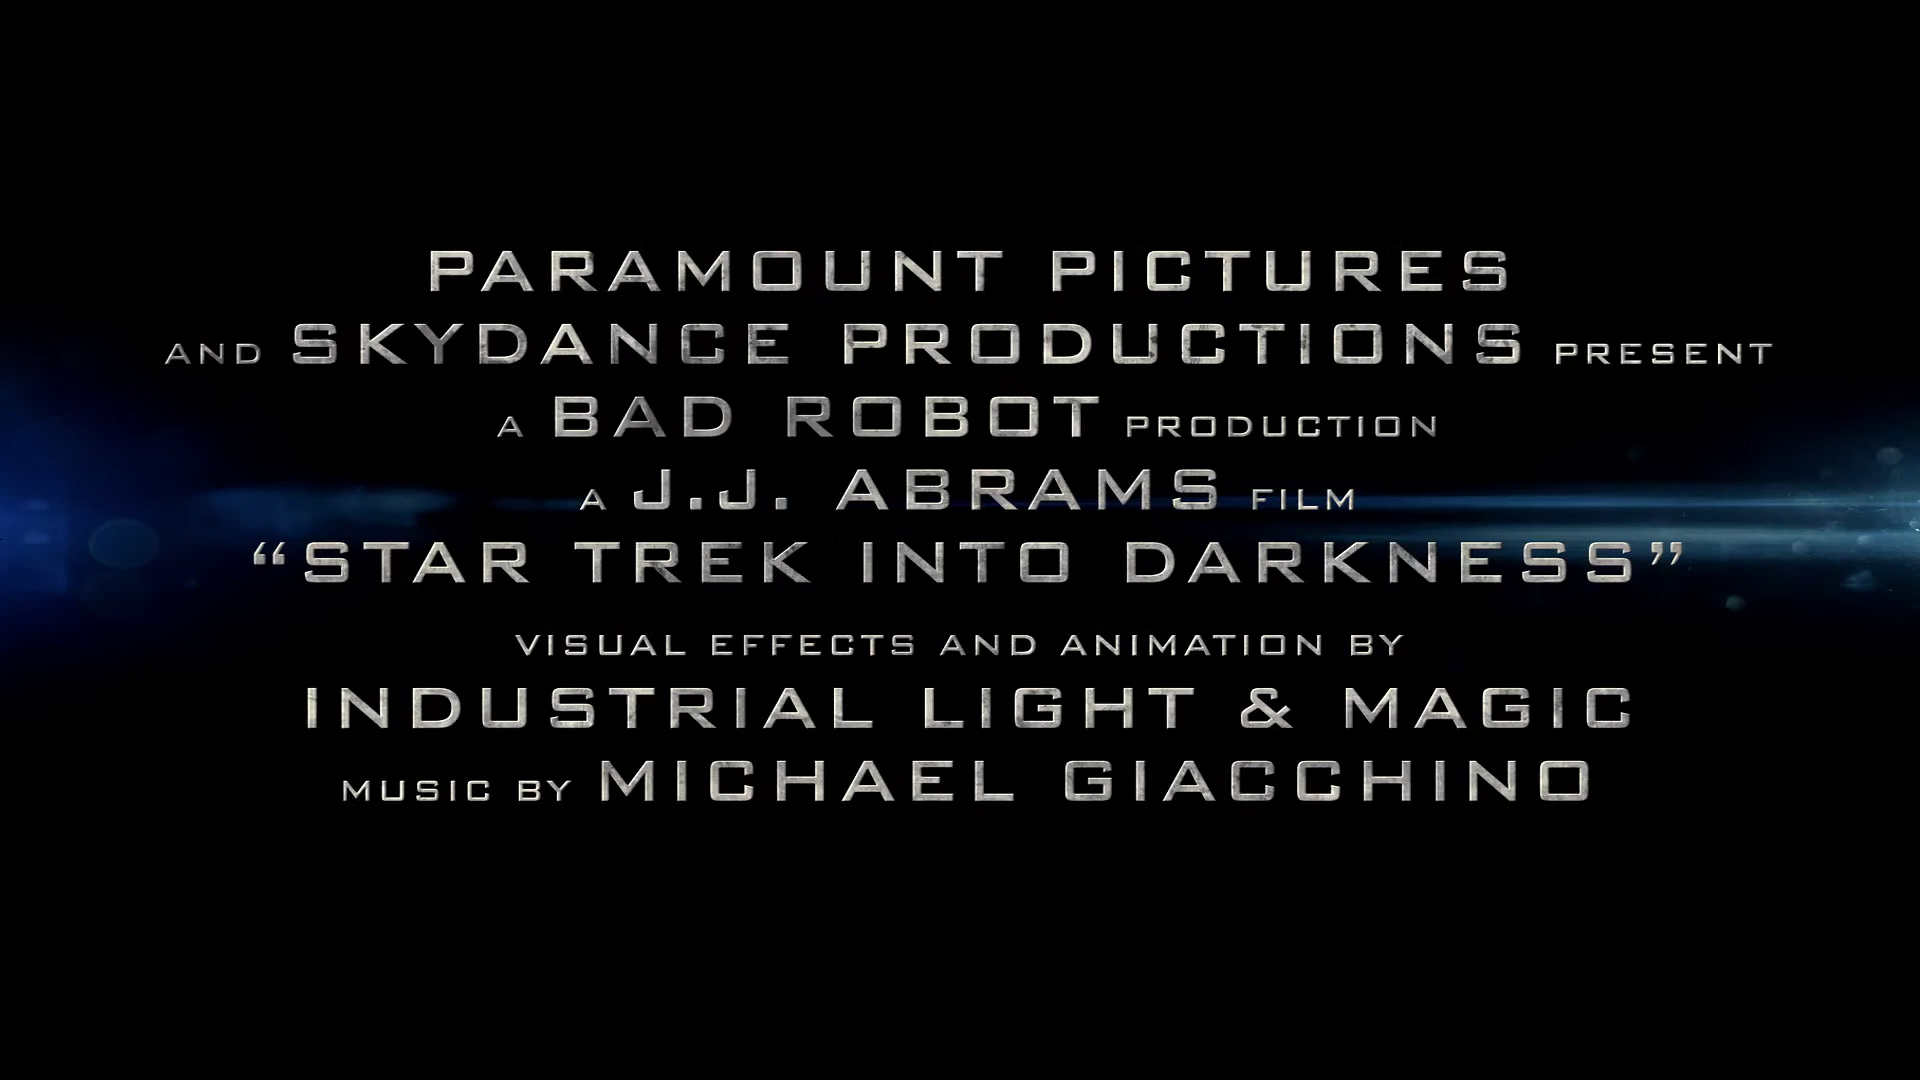 PARAMOUNT PICTURES
AND SKYDANCE PRODUCTIONS PRESENT
A BAD ROBOT PRODUCTION
A J.J. ABRAMS FILM
“STAR TREK INTO DARKNESS”
VISUAL EFFECTS AND ANIMATION BY
INDUSTRIAL LIGHT & MAGIC
MUSIC BY MICHAEL GIACCHINO